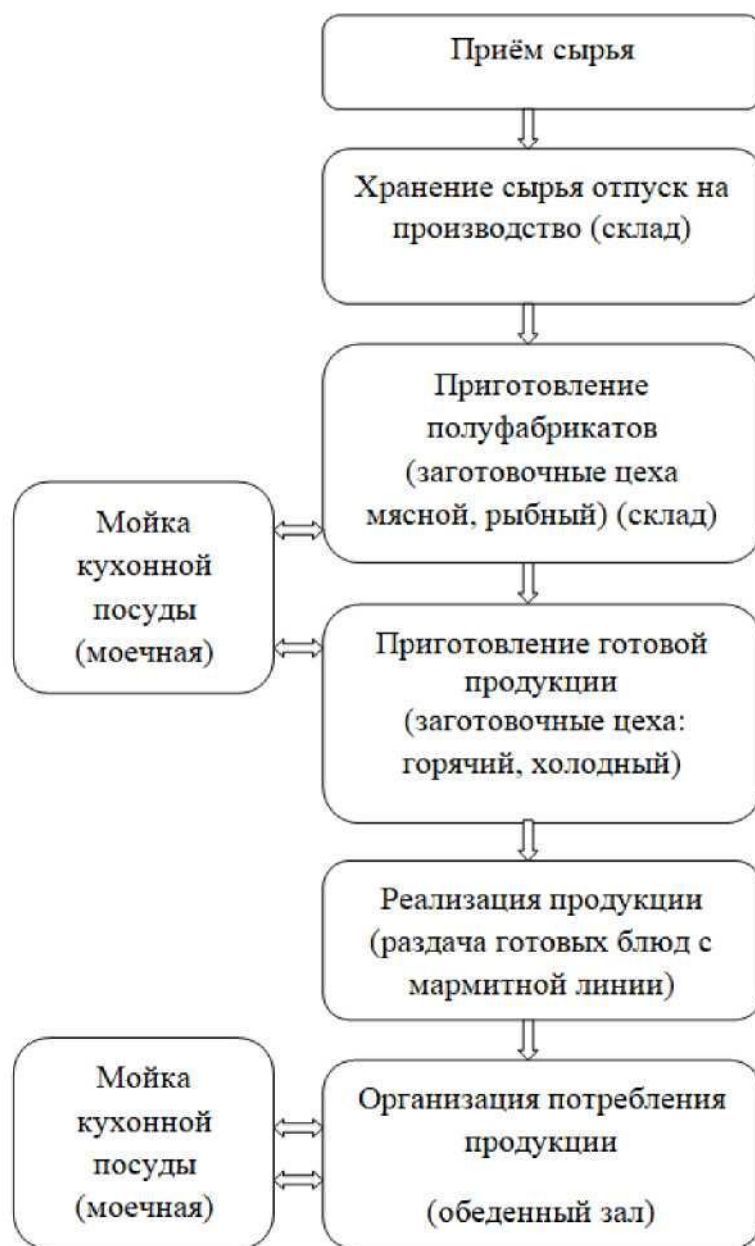 Приём сырья
Хранение сырья отпуск на
производство (склад)
Приготовление
полуфабрикатов
(заготовочные цеха
мясной, рыбный) (склад)
Мойка
кухонной
посуды
(моечная)
Приготовление готовой
продукции
(заготовочные цеха:
горячий, холодный)
Реализация продукции
(раздача готовых блюд с
мармитной линии)
Мойка
кухонной
посуды
(моечная)
Организация потребления
продукции
(обеденный зал)